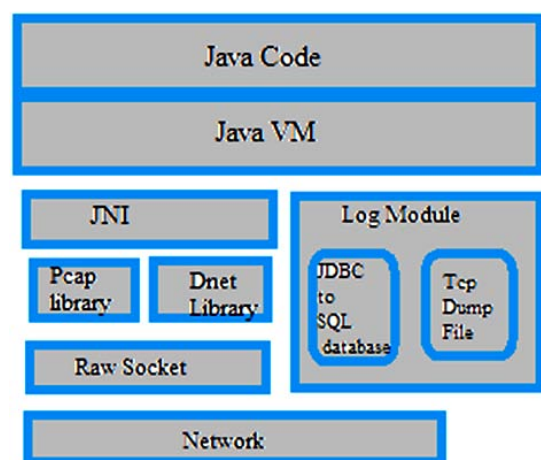 Java Code
Java VM
JNI
Log Module
Pcap
library
Dnet
Library
JDBC
to
SQL
database
Tcp
Dump
File
Raw Socket
Network